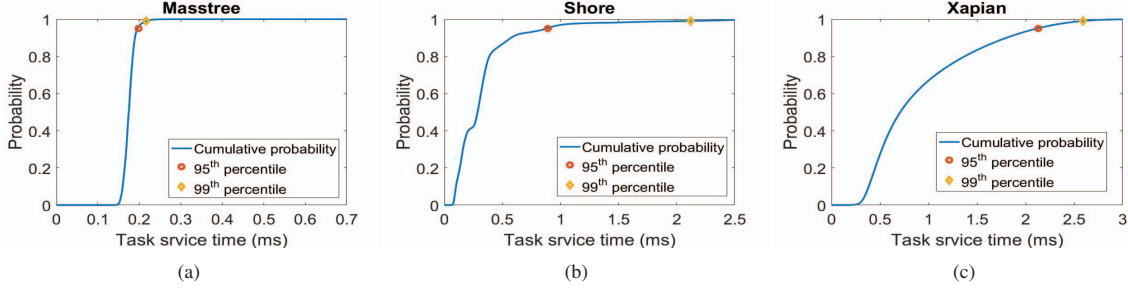 Masstree
Probability
1
0.8
0.6
0.4
0.2
0
Cumulative probability
95th percentile
99th percentile
0 0.1 0.2 0.3 0.4 0.5 0.6 0.7
Task srvice time (ms)
(a)
Shore
Probability
1
0.8
0.6
0.4
0.2
0
Cumulative probability
95th percentile
99th percentile
0 0.5 1 1.5 2 2.5
Task srvice time (ms)
(b)
Xapian
Probability
1
0.8
0.6
0.4
0.2
0
Cumulative probability
95th percentile
99th percentile
0 0.5 1 1.5 2 2.5 3
Task srvice time (ms)
(c)